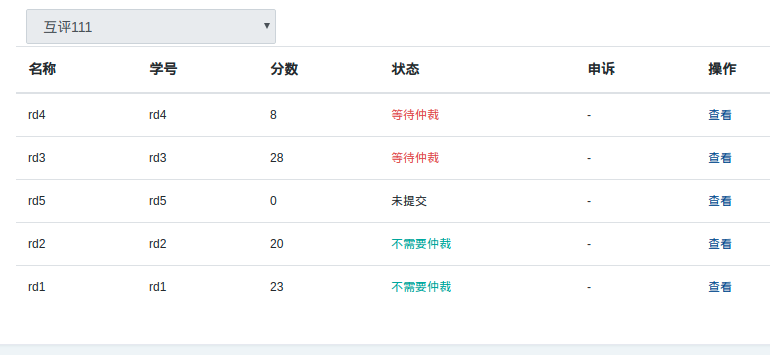 互评111
名称 学号 分数 状态 申诉 操作
rd4 rd4 8 等待仲裁 - 查看
rd3 rd3 28 等待仲裁 - 查看
rd5 rd5 0 未提交 - 查看
rd2 rd2 20 不需要仲裁 - 查看
rd1 rd1 23 不需要仲裁 - 查看